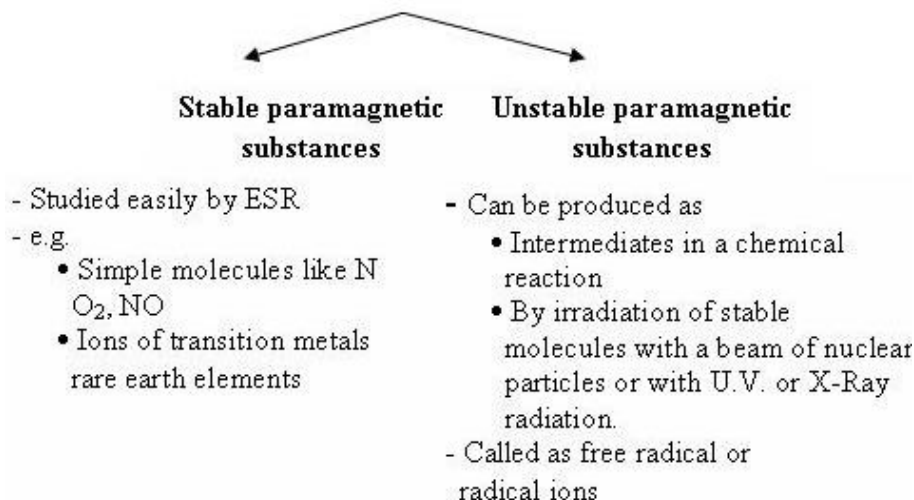 Stable paramagnetic
substances
- Studied easily by ESR
- e.g.
• Simple molecules like N
O₂, NO
• Ions of transition metals
rare earth elements
Unstable paramagnetic
substances
- Can be produced as
• Intermediates in a chemical
reaction
• By irradiation of stable
molecules with a beam of nuclear
particles or with U.V. or X-Ray
radiation.
- Called as free radical or
radical ions